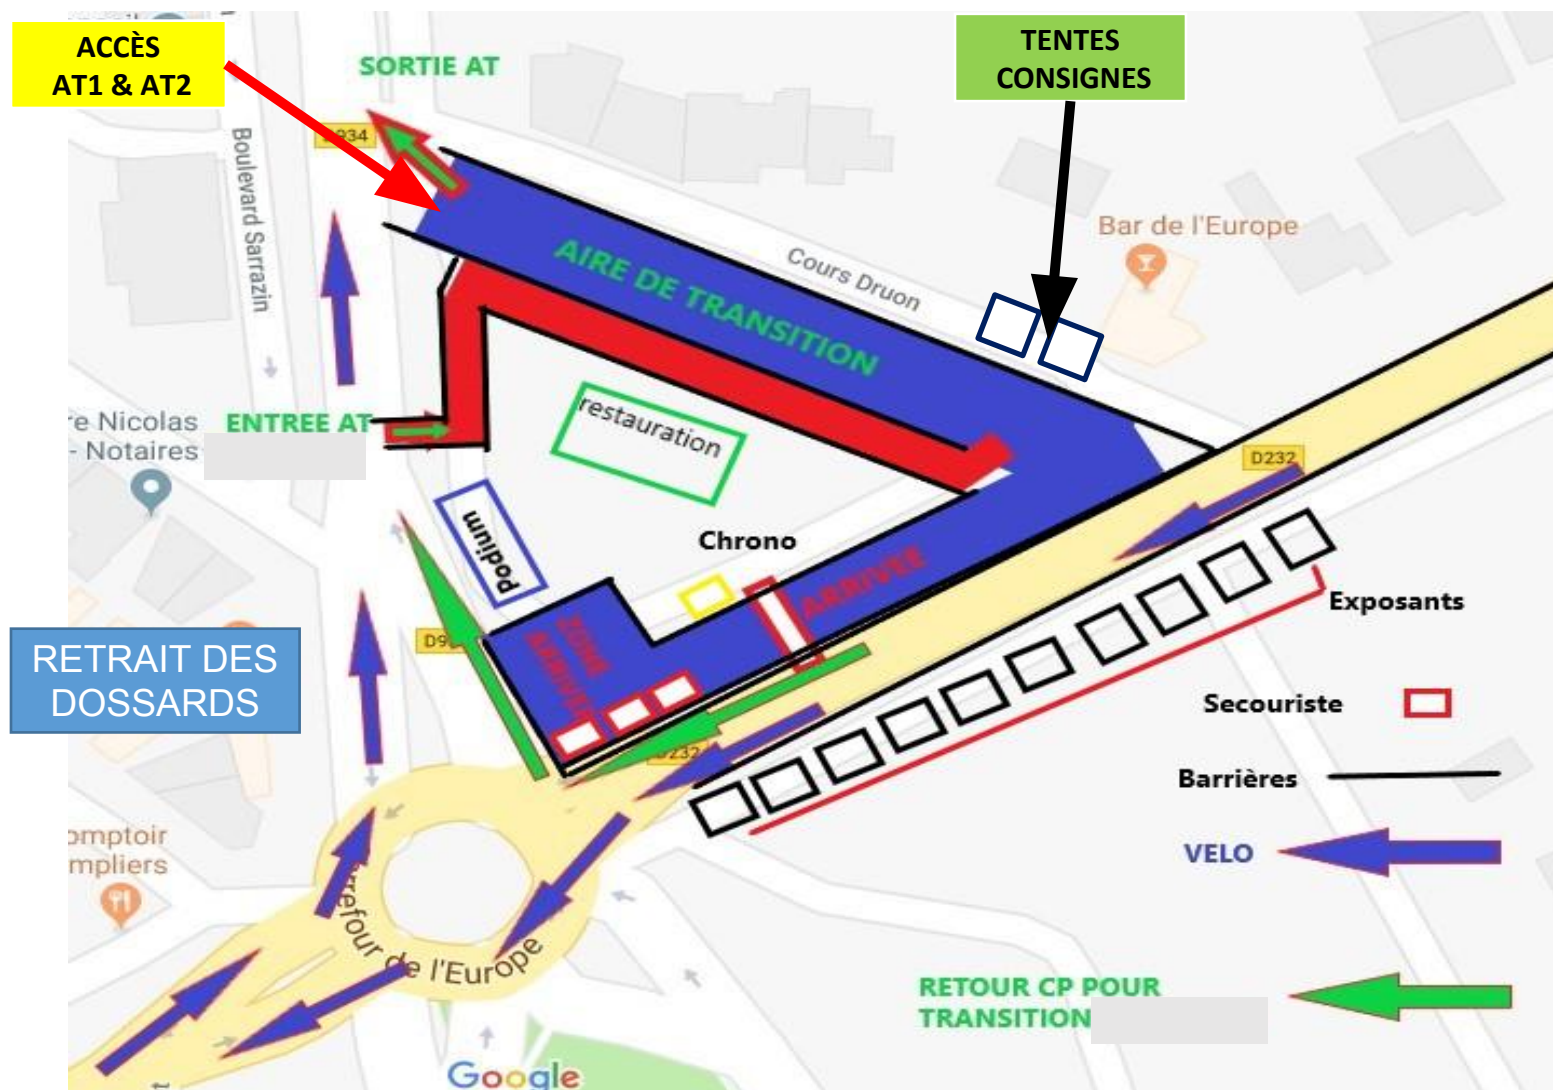 ACCÈS
AT1 & AT2
SORTIE AT
TENTES
CONSIGNES
D934
Boulevard Sarrazin
Bar de l'Europe
Cours Druon
AIRE DE TRANSITION
re Nicolas
- Notaires
ENTREE AT
restauration
D232
Podium
Chrono
ARRIVEE
ZONE
Exposants
RETRAIT DES
DOSSARDS
D232
Secouriste
Barrières
VELO
omptoir
mpliers
rrefour de l'Europe
RETOUR CP POUR
TRANSITION
Google